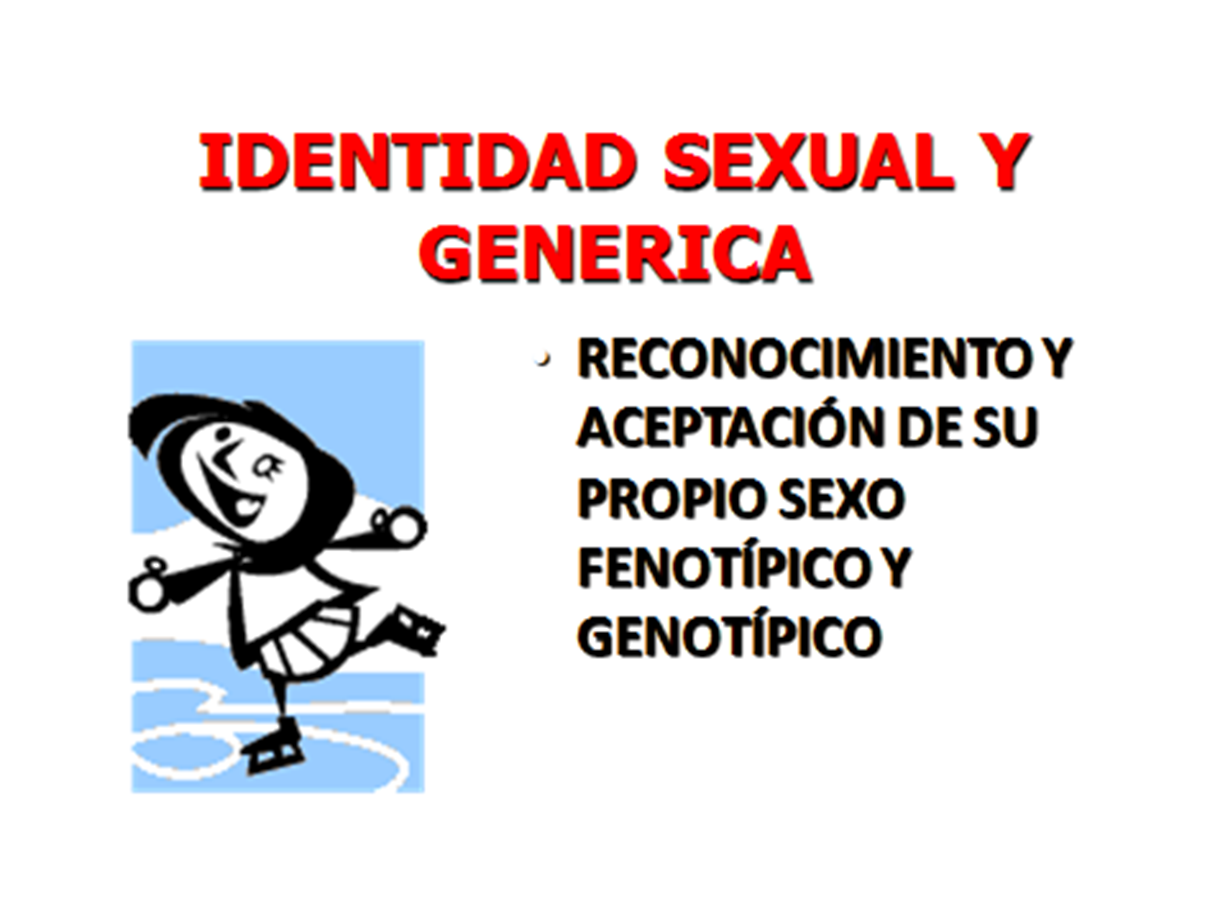 IDENTIDAD SEXUAL Y
GENERICA
• RECONOCIMIENTO Y
ACEPTACIÓN DE SU
PROPIO SEXO
FENOTÍPICO Y
GENOTÍPICO